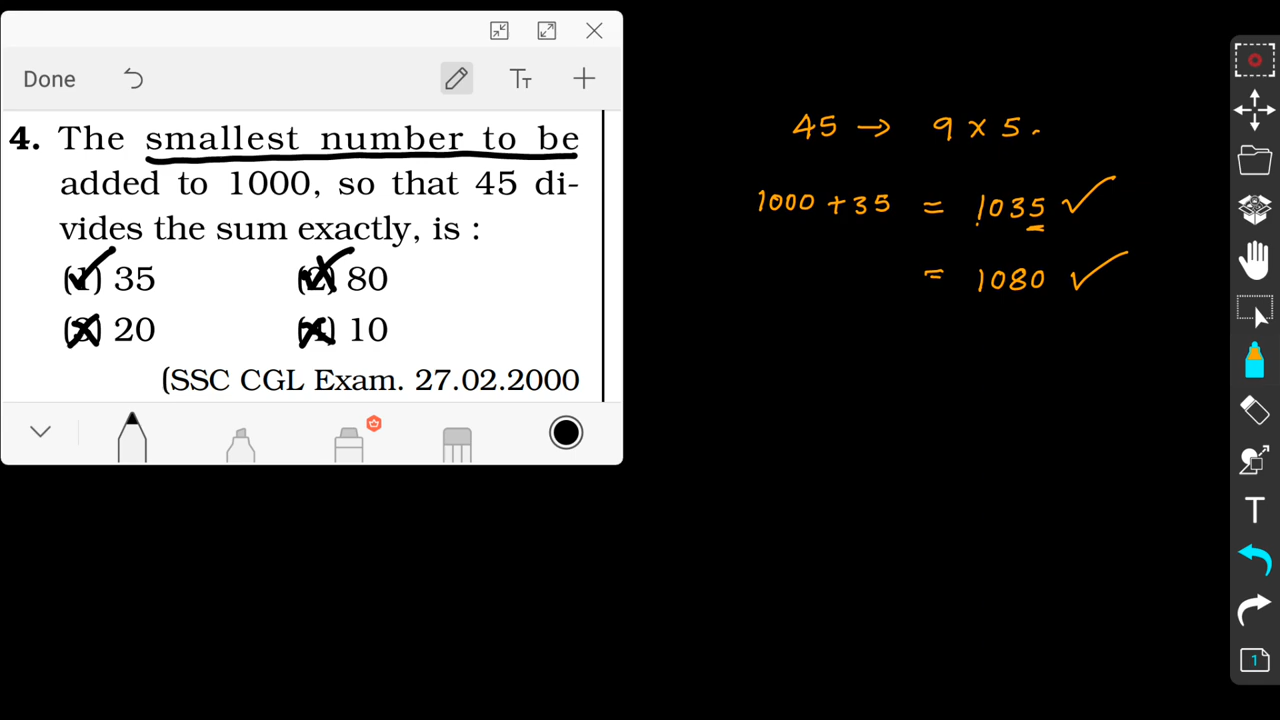 Done
Tт
4. The smallest number to be
added to 1000, so that 45 di-
vides the sum exactly, is :
(1) 35 (2) 80
(3) 20 (4) 10
(SSC CGL Exam. 27.02.2000
45 → 9 x 5.
1000 + 35 = 1035 ✓
= 1080 ✓
T
1